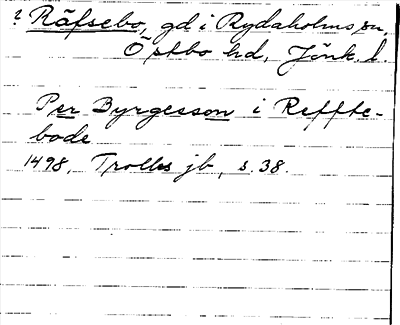 ? Räfsebo, gd i Rydaholms sn,
Östbo hd, Jönk. l.
Per Byrgesson i Reffte-
bode
1498, Trolles jb, s. 38.